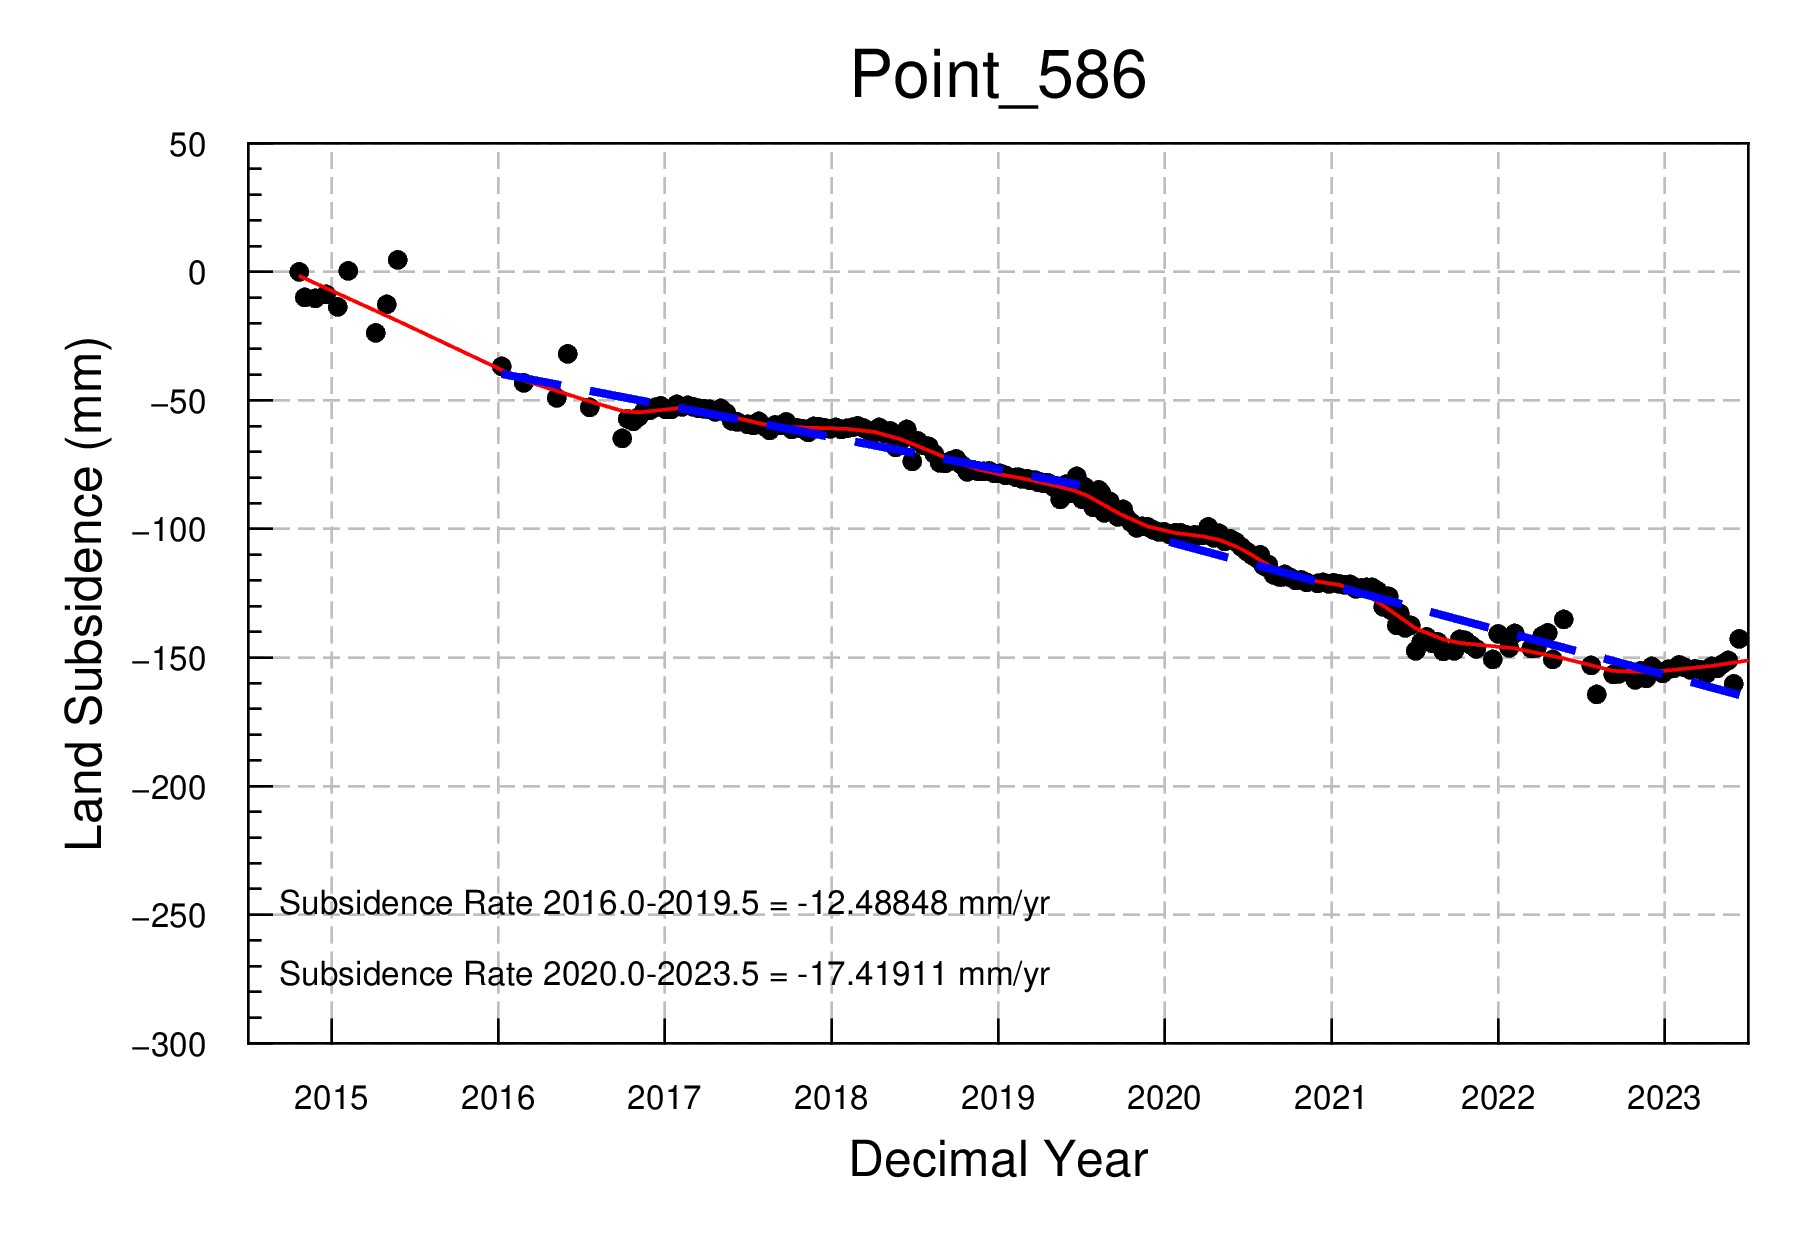 Point_586
50
0
−50
−100
−150
−200
−250
−300
Land Subsidence (mm)
Subsidence Rate 2016.0-2019.5 = -12.48848 mm/yr
Subsidence Rate 2020.0-2023.5 = -17.41911 mm/yr
2015 2016 2017 2018 2019 2020 2021 2022 2023
Decimal Year